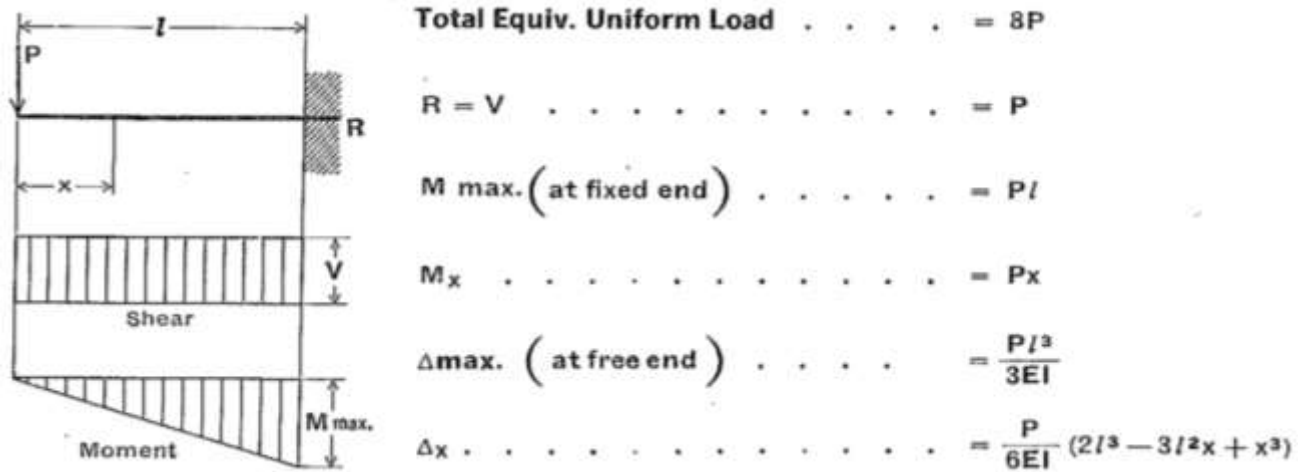 l
P
R
x
V
Shear
M max.
Moment
Total Equiv. Uniform Load . . . . = 8P
R = V . . . . . . . . . . . = P
M max. ( at fixed end ) . . . . . = Pl
Mx . . . . . . . . . . . . = Px
Δmax. ( at free end ) . . . . = Pl³/3EI
Δx . . . . . . . . . . . . = P/6EI (2l³ − 3l²x + x³)